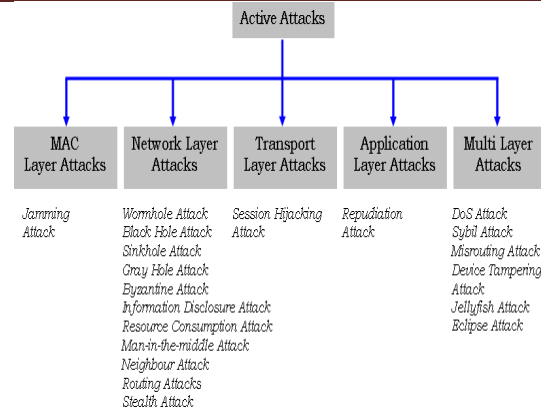 Active Attacks
MAC
Layer Attacks
Network Layer
Attacks
Transport
Layer Attacks
Application
Layer Attacks
Multi Layer
Attacks
Jamming
Attack
Wormhole Attack
Black Hole Attack
Sinkhole Attack
Gray Hole Attack
Byzantine Attack
Information Disclosure Attack
Resource Consumption Attack
Man-in-the-middle Attack
Neighbour Attack
Routing Attacks
Stealth Attack
Session Hijacking
Attack
Repudiation
Attack
DoS Attack
Sybil Attack
Misrouting Attack
Device Tampering
Attack
Jellyfish Attack
Eclipse Attack